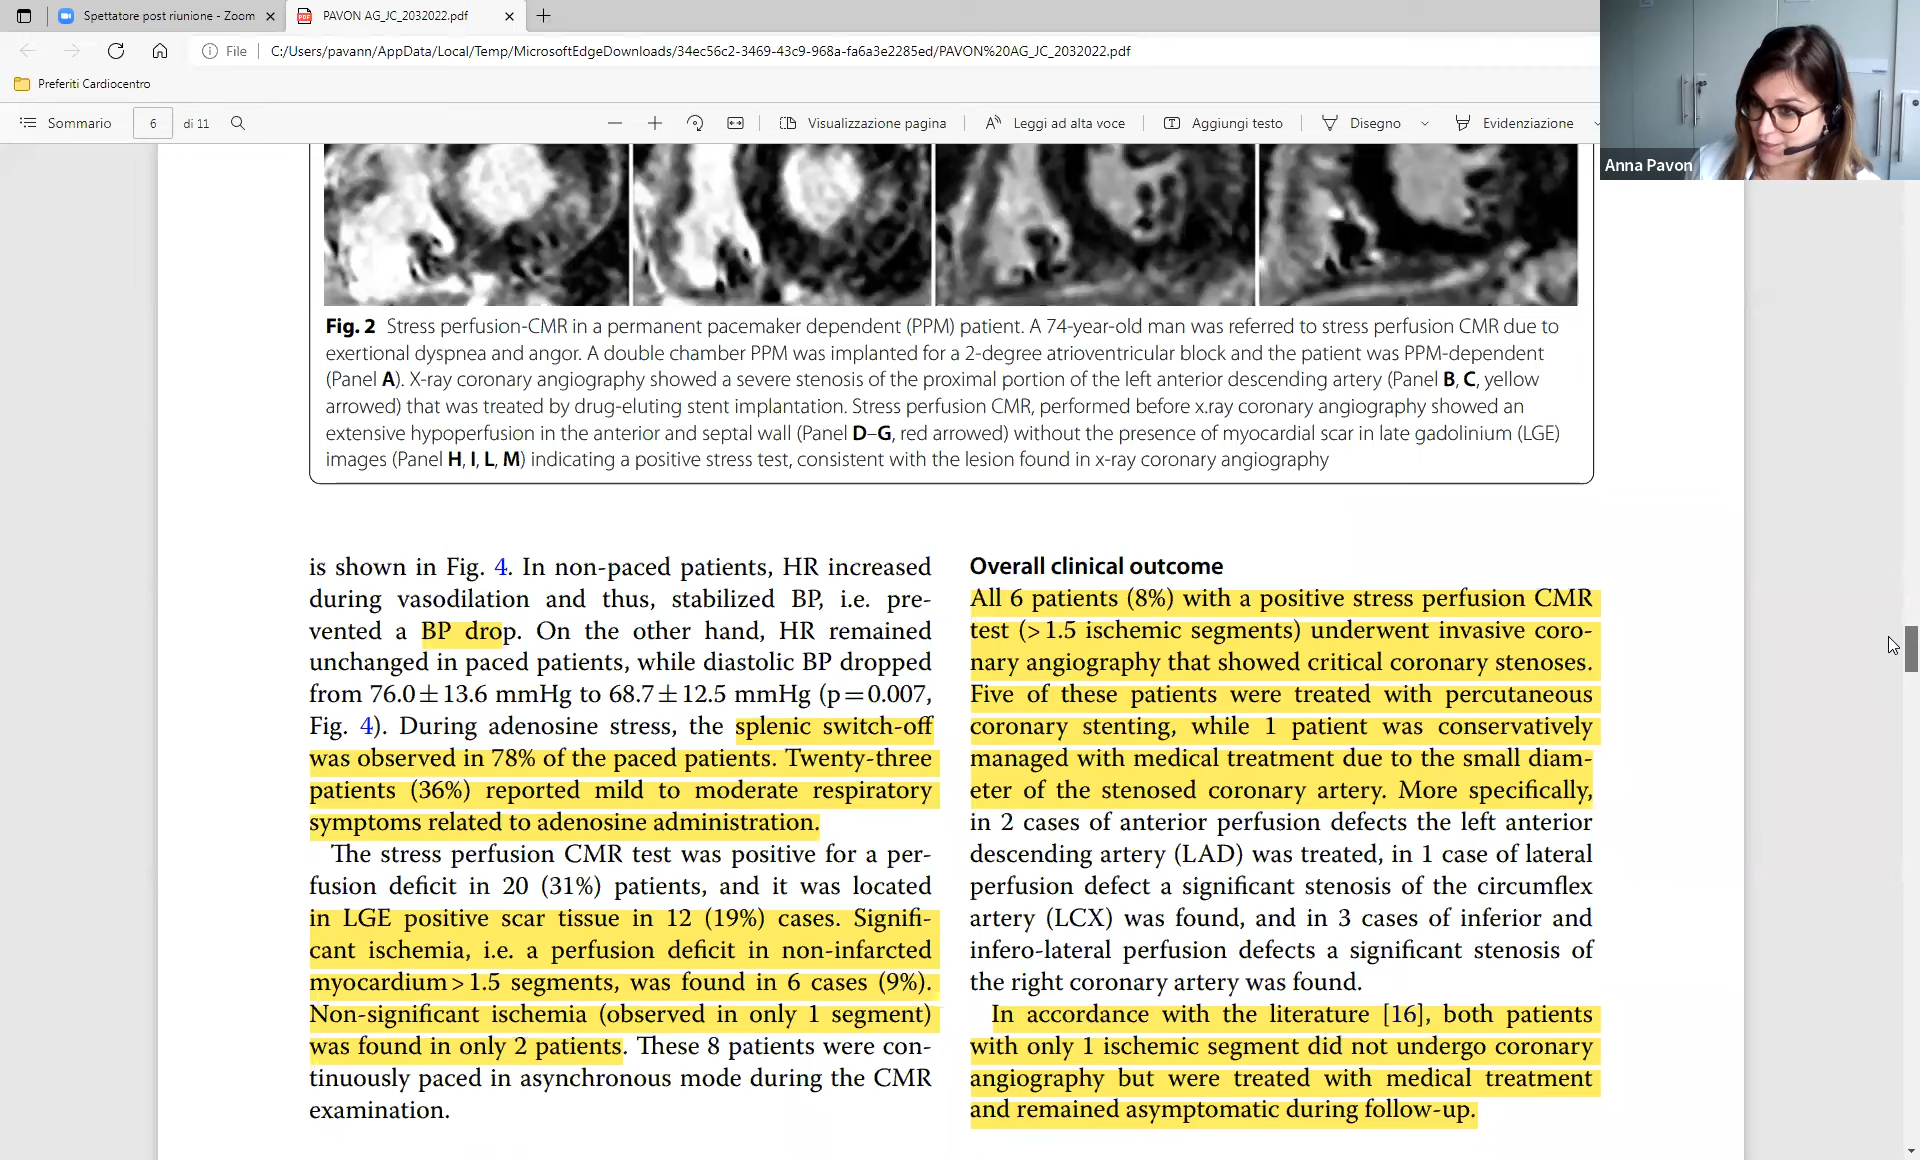 Spettatore post riunione - Zoom
PAVON AG_JC_2032022.pdf
File
C:/Users/pavann/AppData/Local/Temp/MicrosoftEdgeDownloads/34ec56c2-3469-43c9-968a-fa6a3e2285ed/PAVON%20AG_JC_2032022.pdf
Preferiti Cardiocentro
Sommario
6 di 11
Visualizzazione pagina
Leggi ad alta voce
Aggiungi testo
Disegno
Evidenziazione
Anna Pavon
Fig. 2 Stress perfusion-CMR in a permanent pacemaker dependent (PPM) patient. A 74-year-old man was referred to stress perfusion CMR due to
exertional dyspnea and angor. A double chamber PPM was implanted for a 2-degree atrioventricular block and the patient was PPM-dependent
(Panel A). X-ray coronary angiography showed a severe stenosis of the proximal portion of the left anterior descending artery (Panel B, C, yellow
arrowed) that was treated by drug-eluting stent implantation. Stress perfusion CMR, performed before x.ray coronary angiography showed an
extensive hypoperfusion in the anterior and septal wall (Panel D–G, red arrowed) without the presence of myocardial scar in late gadolinium (LGE)
images (Panel H, I, L, M) indicating a positive stress test, consistent with the lesion found in x-ray coronary angiography
is shown in Fig. 4. In non-paced patients, HR increased
during vasodilation and thus, stabilized BP, i.e. pre-
vented a BP drop. On the other hand, HR remained
unchanged in paced patients, while diastolic BP dropped
from 76.0±13.6 mmHg to 68.7±12.5 mmHg (p=0.007,
Fig. 4). During adenosine stress, the splenic switch-off
was observed in 78% of the paced patients. Twenty-three
patients (36%) reported mild to moderate respiratory
symptoms related to adenosine administration.
The stress perfusion CMR test was positive for a per-
fusion deficit in 20 (31%) patients, and it was located
in LGE positive scar tissue in 12 (19%) cases. Signifi-
cant ischemia, i.e. a perfusion deficit in non-infarcted
myocardium>1.5 segments, was found in 6 cases (9%).
Non-significant ischemia (observed in only 1 segment)
was found in only 2 patients. These 8 patients were con-
tinuously paced in asynchronous mode during the CMR
examination.
Overall clinical outcome
All 6 patients (8%) with a positive stress perfusion CMR
test (>1.5 ischemic segments) underwent invasive coro-
nary angiography that showed critical coronary stenoses.
Five of these patients were treated with percutaneous
coronary stenting, while 1 patient was conservatively
managed with medical treatment due to the small diam-
eter of the stenosed coronary artery. More specifically,
in 2 cases of anterior perfusion defects the left anterior
descending artery (LAD) was treated, in 1 case of lateral
perfusion defect a significant stenosis of the circumflex
artery (LCX) was found, and in 3 cases of inferior and
infero-lateral perfusion defects a significant stenosis of
the right coronary artery was found.
In accordance with the literature [16], both patients
with only 1 ischemic segment did not undergo coronary
angiography but were treated with medical treatment
and remained asymptomatic during follow-up.